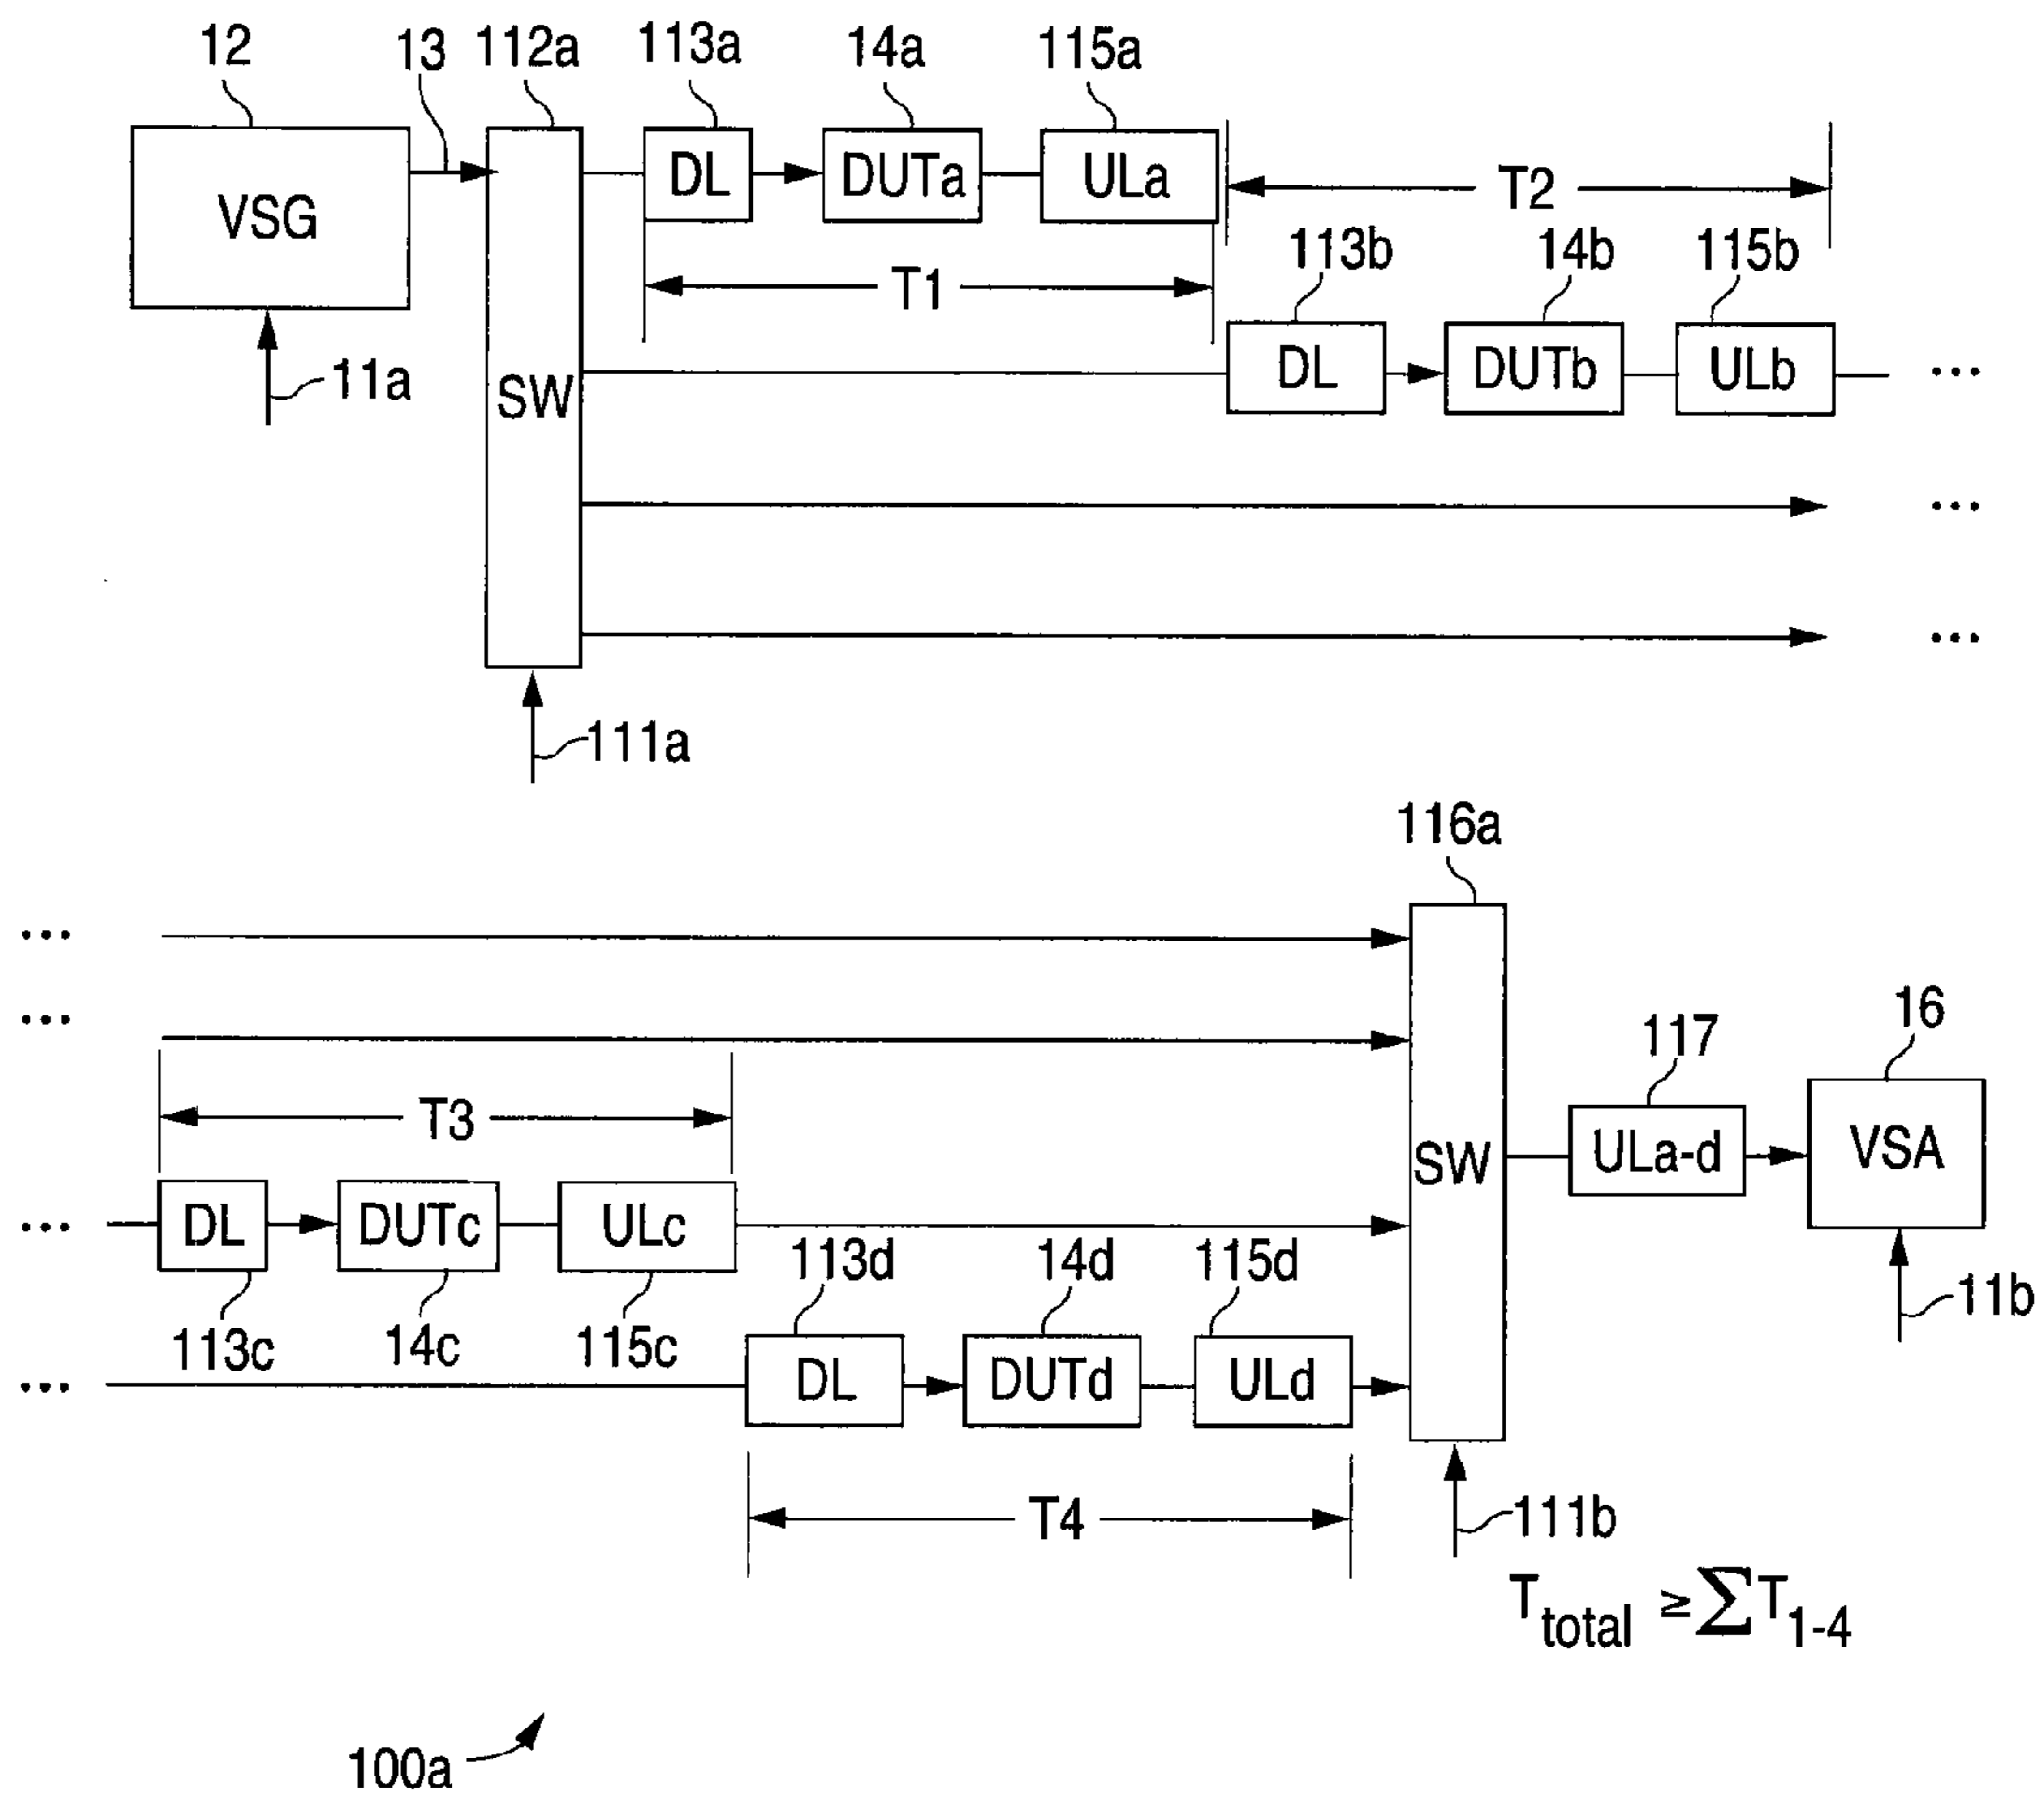 12 13 112a 113a 14a 115a
VSG DL DUTa ULa T2
T1 113b 14b 115b
11a SW DL DUTb ULb ...
...
...
111a
116a
...
... 117 16
T3 SW ULa-d VSA
... DL DUTc ULc
113d 14d 115d 11b
113c 14c 115c
... DL DUTd ULd
T4 111b
T total ≥ ∑ T 1-4
100a